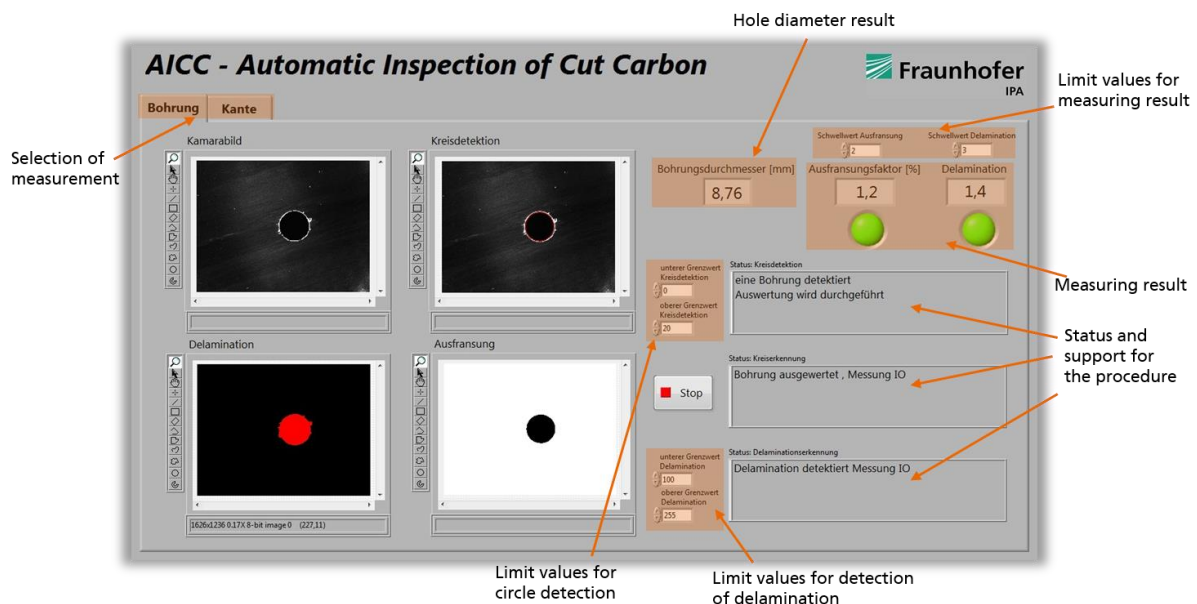 Hole diameter result
AICC - Automatic Inspection of Cut Carbon
Fraunhofer
IPA
Limit values for
measuring result
Bohrung
Kante
Selection of
measurement
Kamarabild
Kreisdetektion
Schwellwert Ausfransung
Schwellwert Delamination
2
3
Bohrungsdurchmesser [mm]
Ausfransungsfaktor [%]
Delamination
8,76
1,2
1,4
Measuring result
unterer Grenzwert
Kreisdetektion
0
oberer Grenzwert
Kreisdetektion
20
Status: Kreisdetektion
eine Bohrung detektiert
Auswertung wird durchgeführt
Status and
support for
the procedure
Delamination
Ausfransung
Stop
Status: Kreiserkennung
Bohrung ausgewertet , Messung IO
unterer Grenzwert
Delamination
100
oberer Grenzwert
Delamination
255
Status: Delaminationserkennung
Delamination detektiert Messung IO
1626x1236 0.17X 8-bit image 0 (227,11)
Limit values for
circle detection
Limit values for detection
of delamination